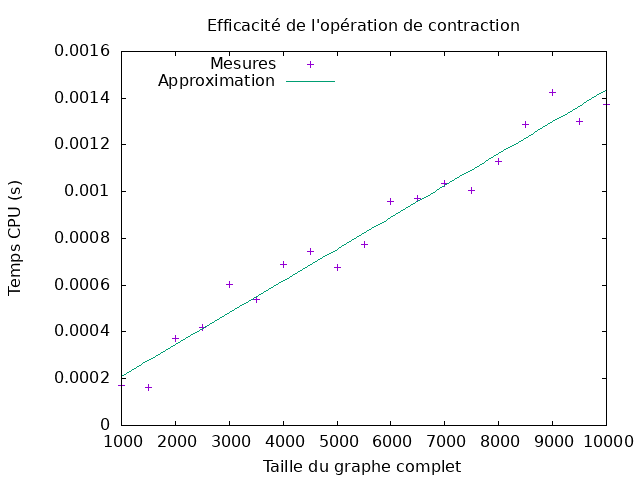 Efficacité de l'opération de contraction
0.0016
0.0014
0.0012
0.001
0.0008
0.0006
0.0004
0.0002
0
Mesures
Approximation
Temps CPU (s)
1000 2000 3000 4000 5000 6000 7000 8000 9000 10000
Taille du graphe complet